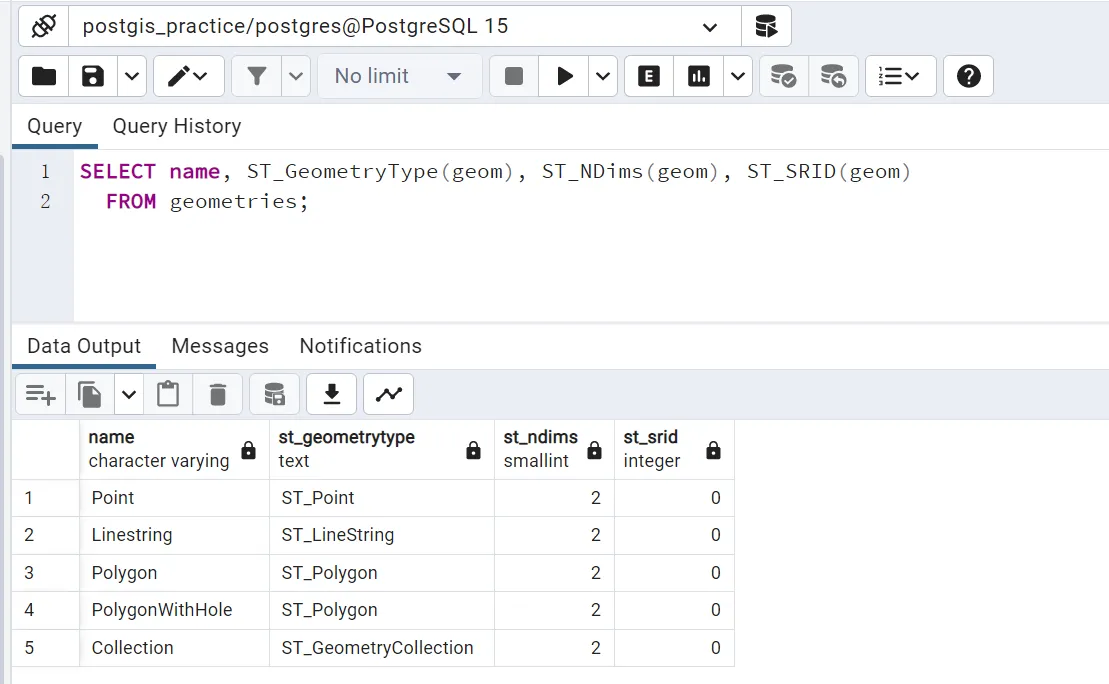 postgis_practice/postgres@PostgreSQL 15
No limit E
Query Query History
1 SELECT name, ST_GeometryType(geom), ST_NDims(geom), ST_SRID(geom)
2 FROM geometries;
Data Output Messages Notifications
name st_geometrytype st_ndims st_srid
character varying text smallint integer
1 Point ST_Point 2 0
2 Linestring ST_LineString 2 0
3 Polygon ST_Polygon 2 0
4 PolygonWithHole ST_Polygon 2 0
5 Collection ST_GeometryCollection 2 0